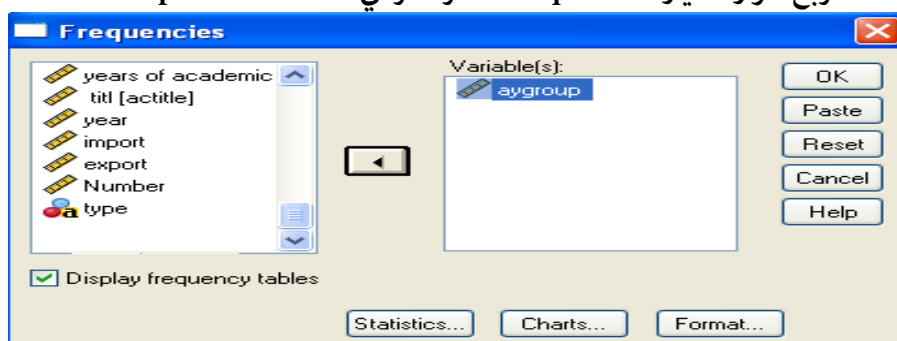 Frequencies
years of academic
titl [actitle]
year
import
export
Number
type
Variable(s):
aygroup
OK
Paste
Reset
Cancel
Help
Display frequency tables
Statistics...
Charts...
Format...